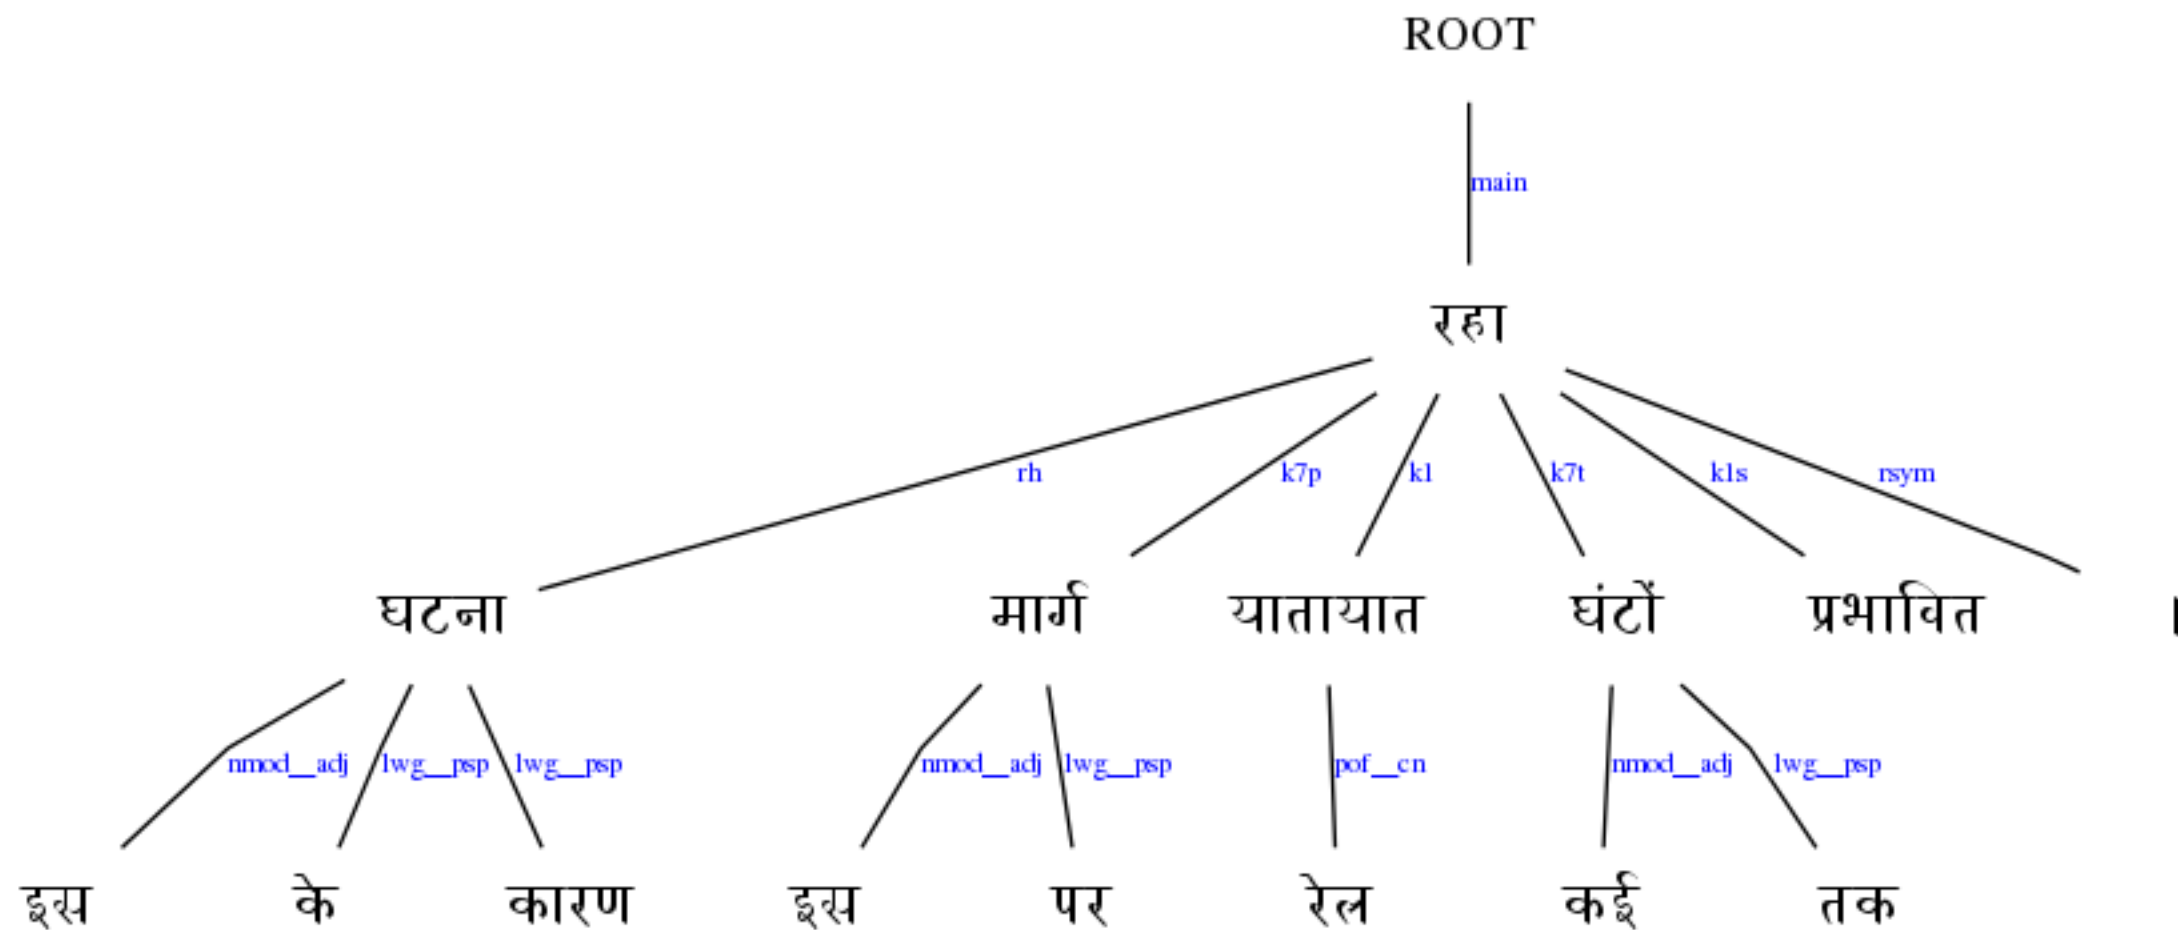 ROOT
main
रहा
rh k7p k1 k7t k1s rsym
घटना मार्ग यातायात घंटों प्रभावित ।
nmod__adj lwg__psp lwg__psp nmod__adj lwg__psp pof__cn nmod__adj lwg__psp
इस के कारण इस पर रेल कई तक